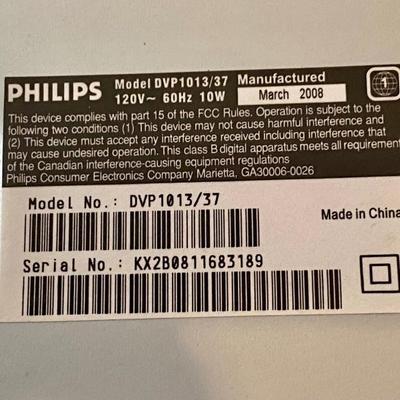 PHILIPS Model DVP1013/37 Manufactured
120V~ 60Hz 10W March 2008
1
This device complies with part 15 of the FCC Rules. Operation is subject to the
following two conditions (1) This device may not cause harmful interference and
(2) This device must accept any interference received including interference that
may cause undesired operation. This class B digital apparatus meets all requirement
of the Canadian interference-causing equipment regulations
Philips Consumer Electronics Company Marietta, GA30006-0026
Model No.: DVP1013/37
Made in China
Serial No.: KX2B0811683189